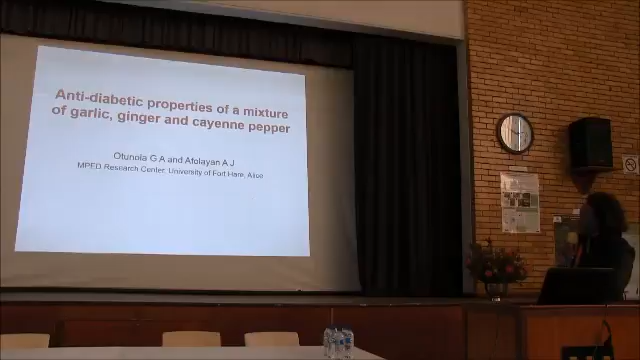 Anti-diabetic properties of a mixture
of garlic, ginger and cayenne pepper
Otunola G A and Afolayan A J
MPED Research Center, University of Fort Hare, Alice